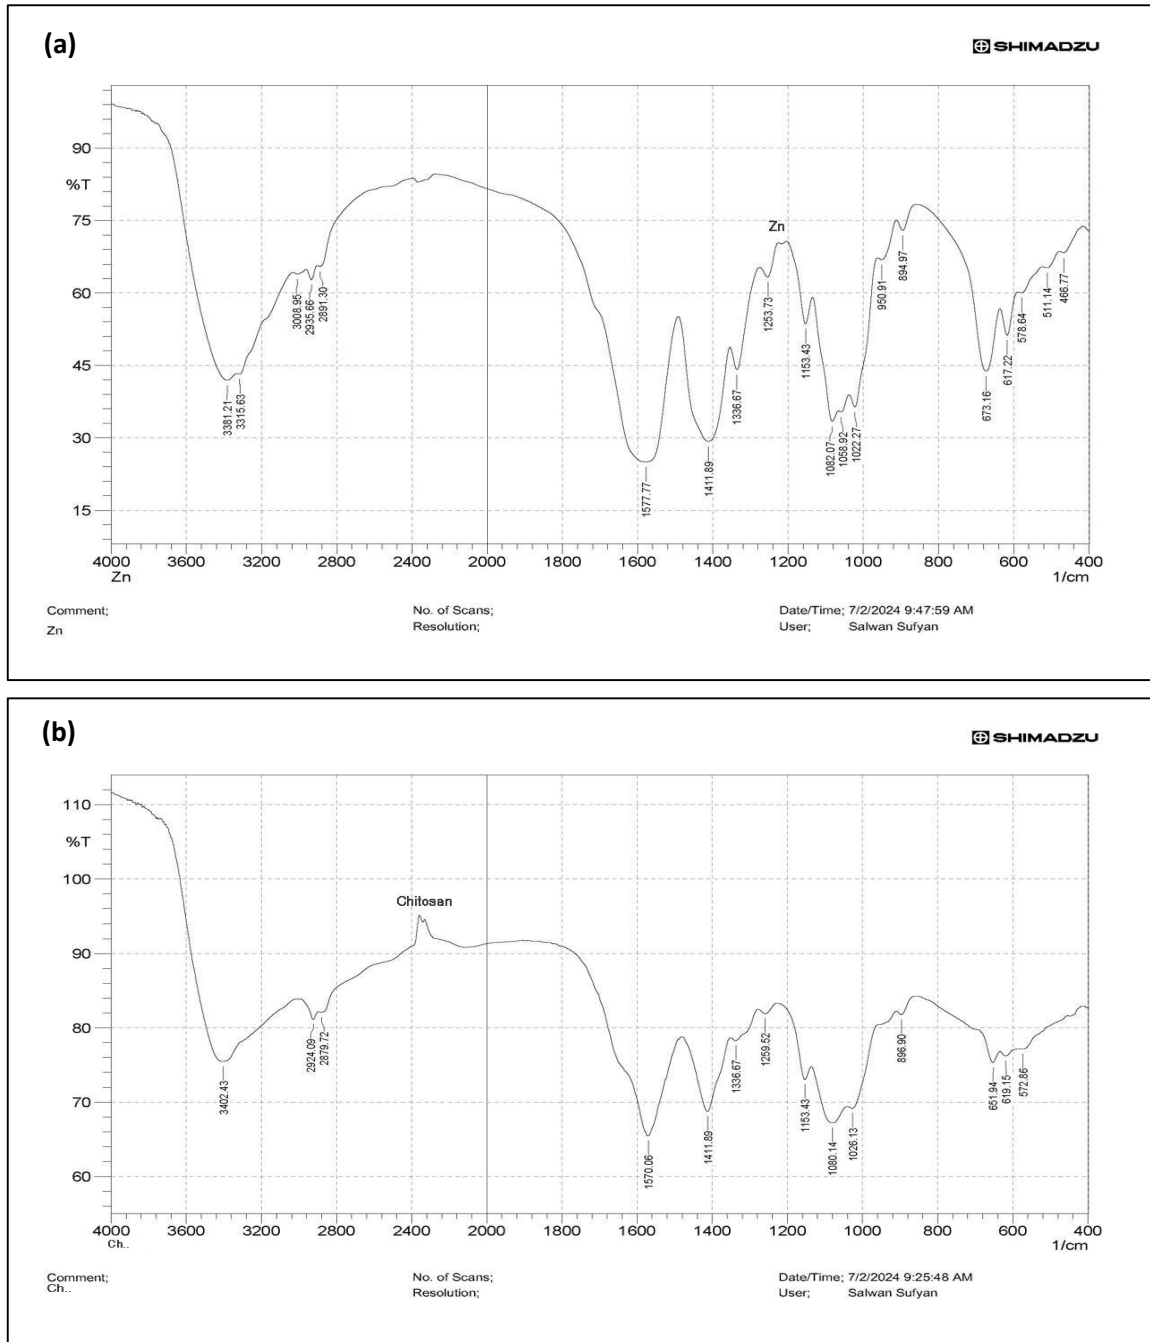 (a)
SHIMADZU
90
%T
75
60
45
30
15
Zn
3381.21
3315.63
3008.95
2935.66
2891.30
1577.77
1411.89
1336.67
1253.73
1153.43
1082.07
1058.92
1022.27
950.91
894.97
673.16
617.22
578.64
511.14
466.77
4000 3600 3200 2800 2400 2000 1600 1400 1200 1000 800 600 400
Zn 1/cm
Comment; No. of Scans; Date/Time; 7/2/2024 9:47:59 AM
Zn Resolution; User; Salwan Sufyan
(b)
SHIMADZU
110
%T
100
90
80
70
60
Chitosan
3402.43
2924.09
2879.72
1570.06
1411.89
1336.67
1259.52
1153.43
1080.14
1026.13
896.90
651.94
619.15
572.86
4000 3600 3200 2800 2400 2000 1600 1400 1200 1000 800 600 400
Ch.. 1/cm
Comment; No. of Scans; Date/Time; 7/2/2024 9:25:48 AM
Ch.. Resolution; User; Salwan Sufyan